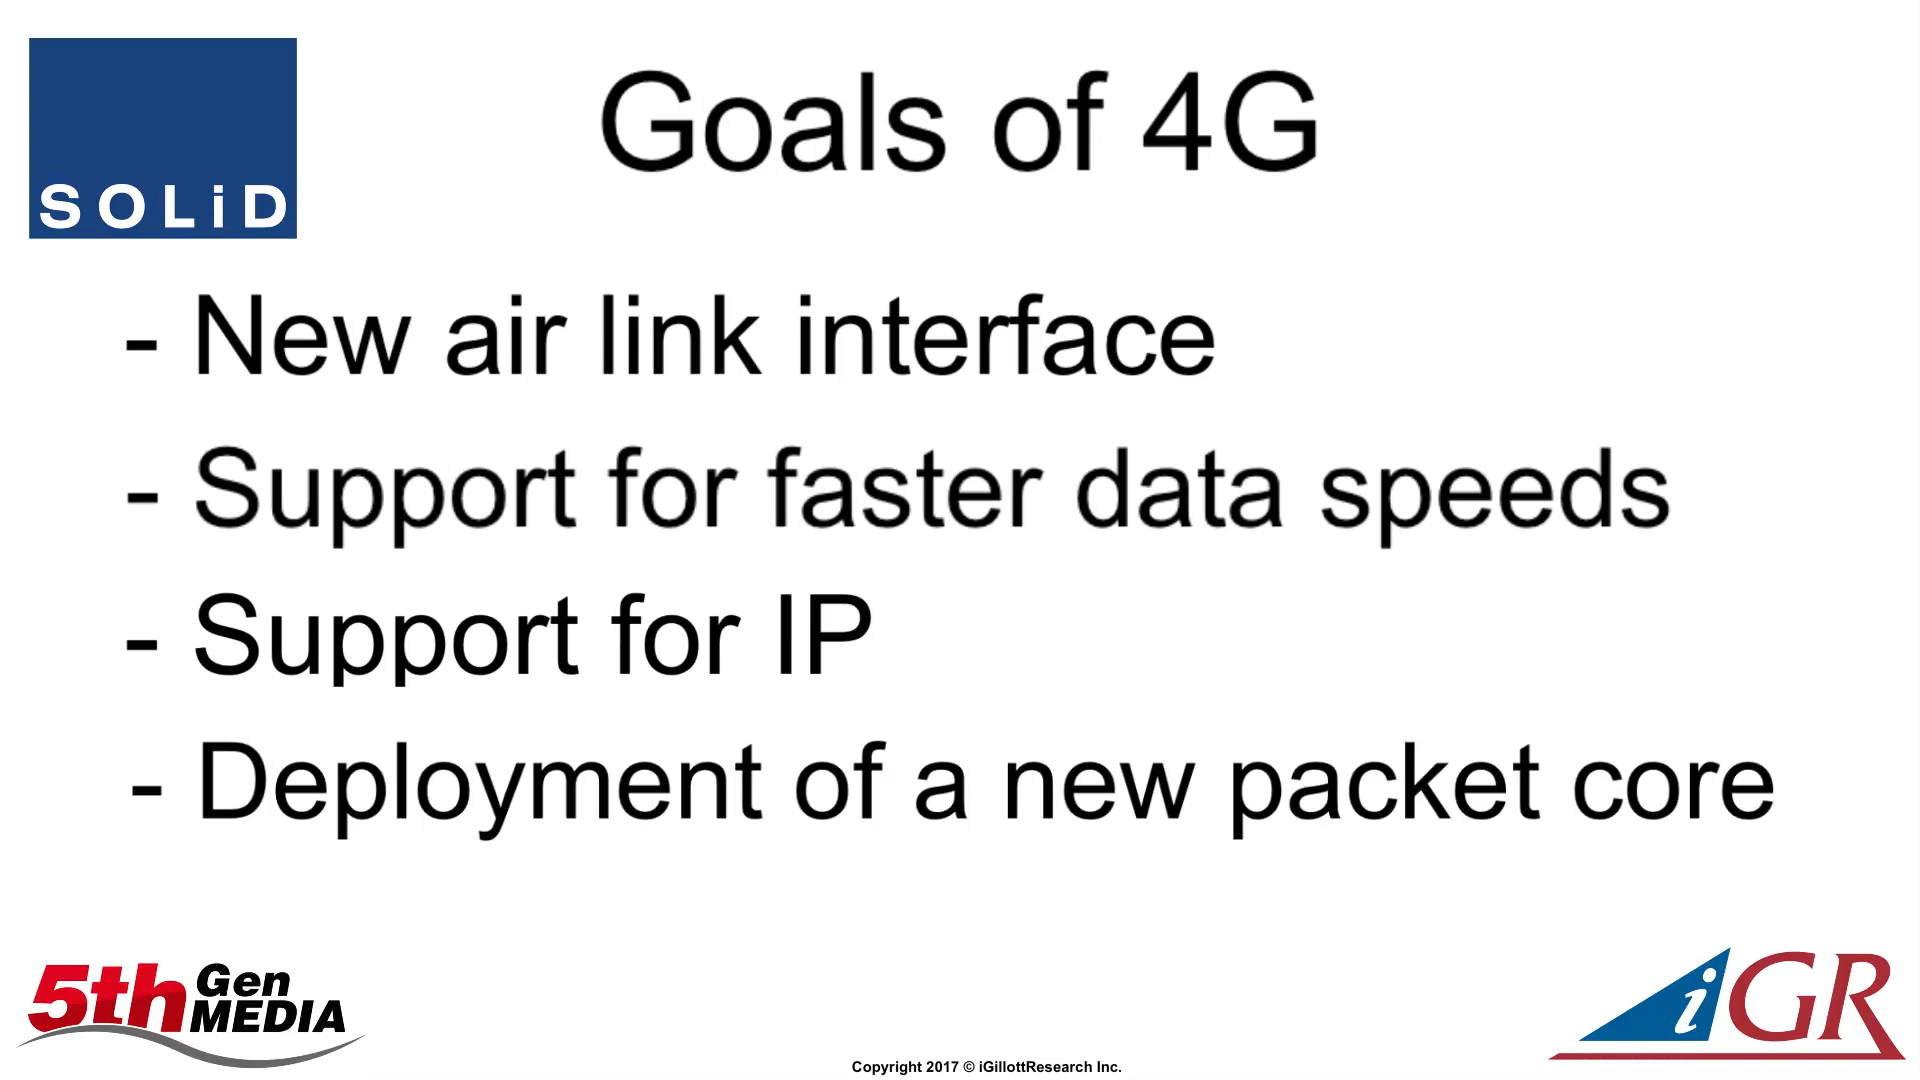 SOLiD
Goals of 4G
- New air link interface
- Support for faster data speeds
- Support for IP
- Deployment of a new packet core
5th Gen MEDIA
iGR
Copyright 2017 © iGillottResearch Inc.